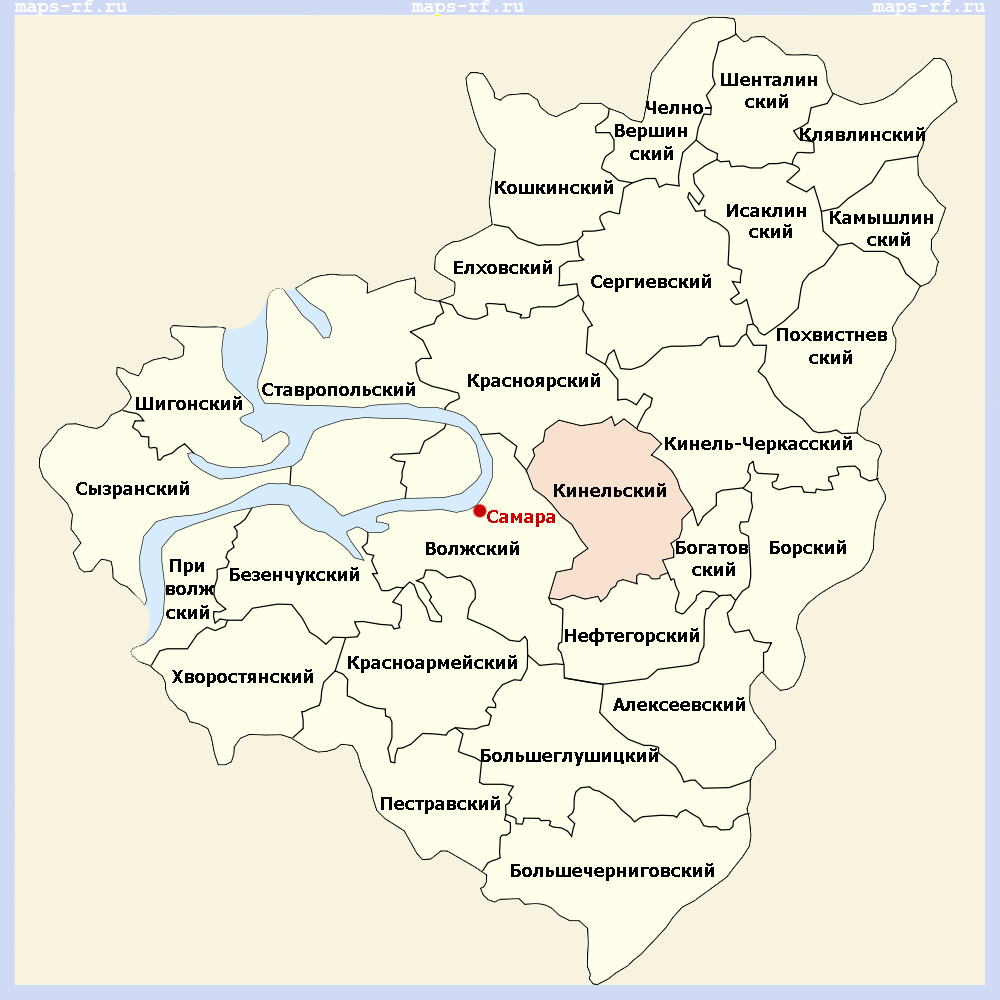 maps-rf.ru
maps-rf.ru
maps-rf.ru
Шенталин
ский
Челно-
Вершин
ский
Клявлинский
Кошкинский
Исаклин
ский
Камышлин
ский
Елховский
Сергиевский
Похвистнев
ский
Красноярский
Ставропольский
Шигонский
Кинель-Черкасский
Сызранский
Кинельский
Самара
Волжский
Богатов
ский
Борский
При
волж
ский
Безенчукский
Нефтегорский
Красноармейский
Хворостянский
Алексеевский
Большеглушицкий
Пестравский
Большечерниговский